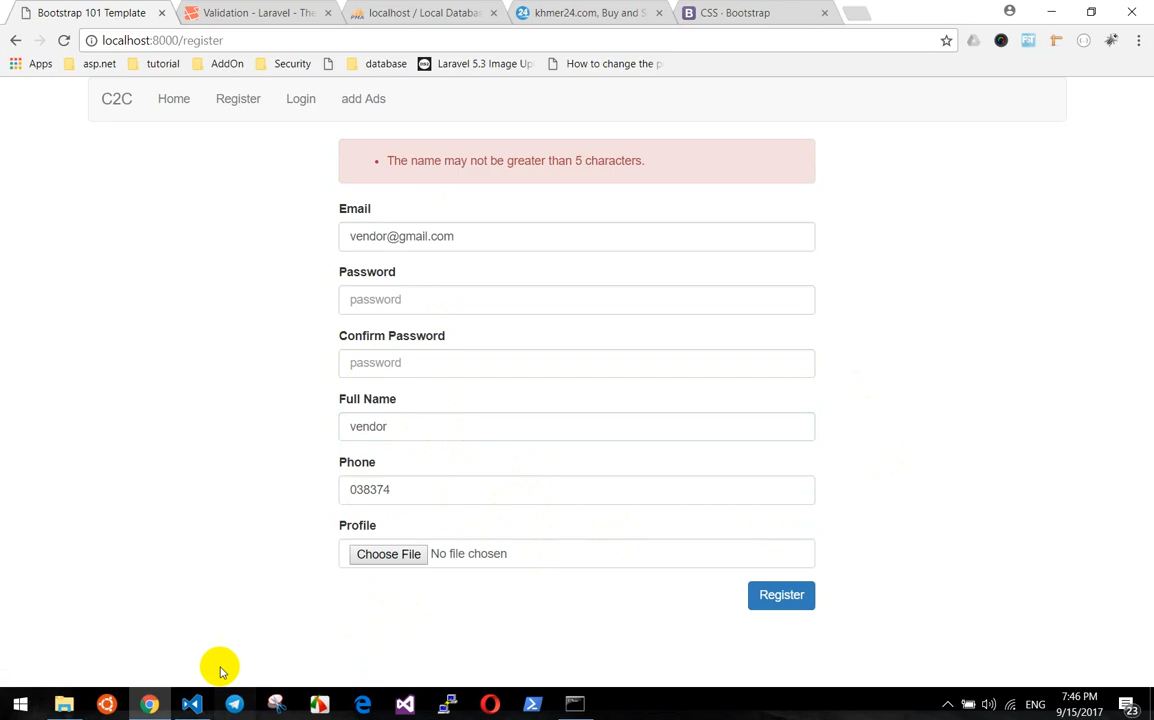 Bootstrap 101 Template
Validation - Laravel - The
localhost / Local Databas
khmer24.com, Buy and S
CSS · Bootstrap
localhost:8000/register
Apps
asp.net
tutorial
AddOn
Security
database
Laravel 5.3 Image Up
How to change the p
C2C
Home
Register
Login
add Ads
The name may not be greater than 5 characters.
Email
vendor@gmail.com
Password
password
Confirm Password
password
Full Name
vendor
Phone
038374
Profile
Choose File No file chosen
Register
ENG
7:46 PM
9/15/2017
23